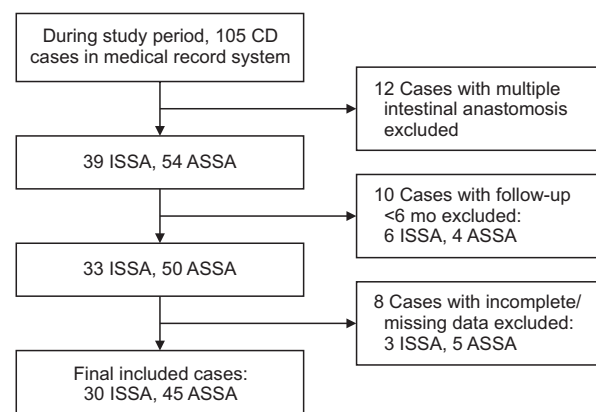 During study period, 105 CD
cases in medical record system
12 Cases with multiple
intestinal anastomosis
excluded
39 ISSA, 54 ASSA
10 Cases with follow-up
<6 mo excluded:
6 ISSA, 4 ASSA
33 ISSA, 50 ASSA
8 Cases with incomplete/
missing data excluded:
3 ISSA, 5 ASSA
Final included cases:
30 ISSA, 45 ASSA